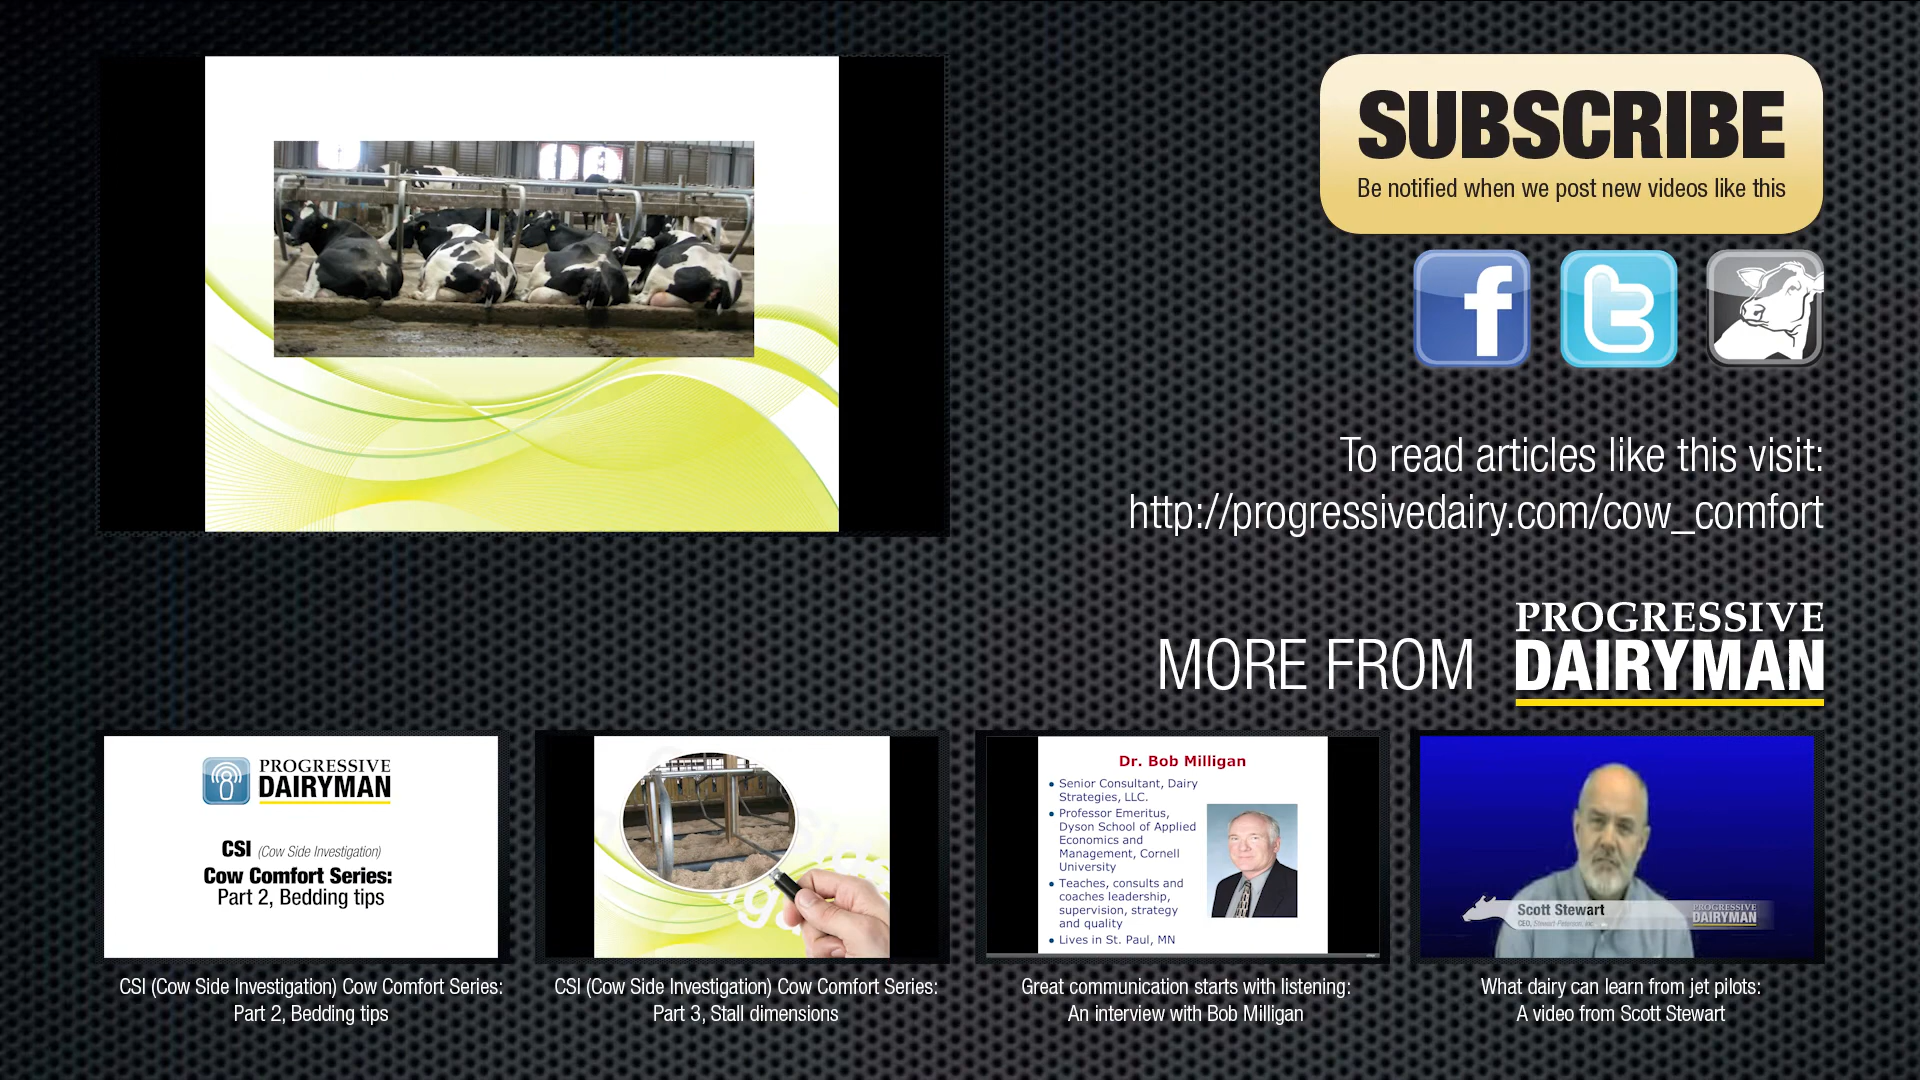 SUBSCRIBE
Be notified when we post new videos like this
To read articles like this visit:
http://progressivedairy.com/cow_comfort
MORE FROM
PROGRESSIVE
DAIRYMAN
PROGRESSIVE
DAIRYMAN
CSI (Cow Side Investigation)
Cow Comfort Series:
Part 2, Bedding tips
CSI (Cow Side Investigation) Cow Comfort Series:
Part 2, Bedding tips
CSI (Cow Side Investigation) Cow Comfort Series:
Part 3, Stall dimensions
Dr. Bob Milligan
• Senior Consultant, Dairy
Strategies, LLC.
• Professor Emeritus,
Dyson School of Applied
Economics and
Management, Cornell
University
• Teaches, consults and
coaches leadership,
supervision, strategy
and quality
• Lives in St. Paul, MN
Great communication starts with listening:
An interview with Bob Milligan
Scott Stewart
CEO, Stewart-Peterson, Inc.
PROGRESSIVE
DAIRYMAN
What dairy can learn from jet pilots:
A video from Scott Stewart